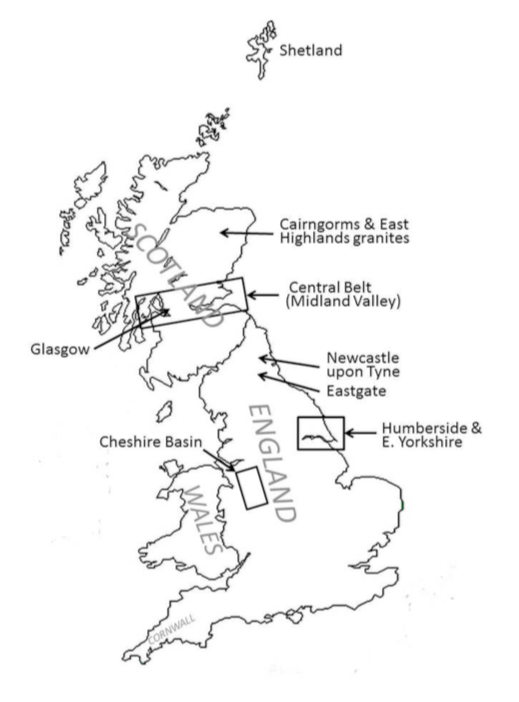 Shetland
SCOTLAND
Cairngorms & East
Highlands granites
Central Belt
(Midland Valley)
Glasgow
Newcastle
upon Tyne
Eastgate
ENGLAND
Humberside &
E. Yorkshire
Cheshire Basin
WALES
CORNWALL